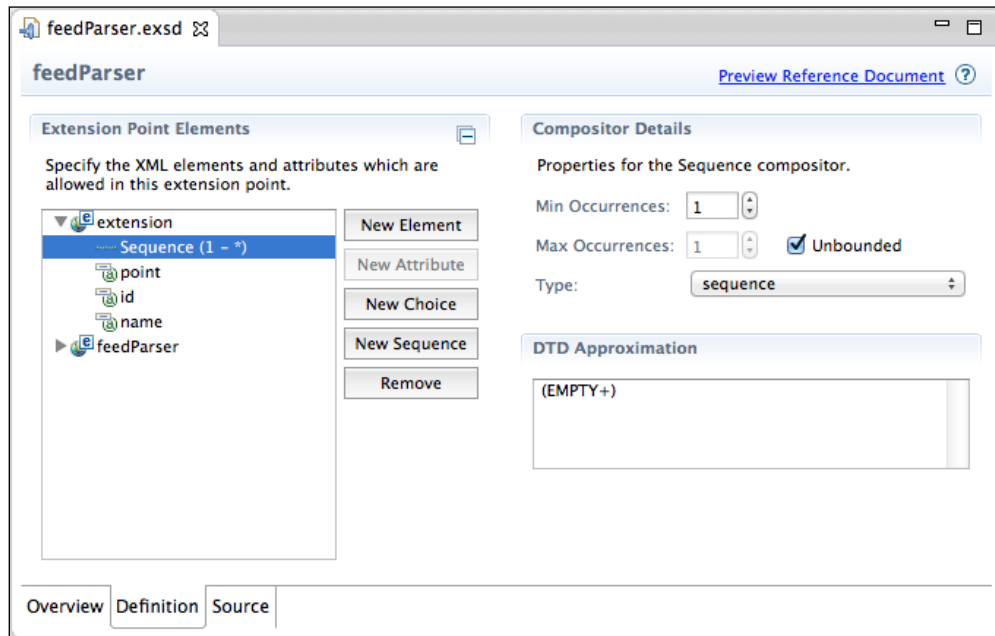 feedParser.exsd
feedParser
Preview Reference Document ?
Extension Point Elements
Specify the XML elements and attributes which are
allowed in this extension point.
extension
Sequence (1 - *)
point
id
name
feedParser
New Element
New Attribute
New Choice
New Sequence
Remove
Compositor Details
Properties for the Sequence compositor.
Min Occurrences: 1
Max Occurrences: 1 Unbounded
Type: sequence
DTD Approximation
(EMPTY+)
Overview Definition Source